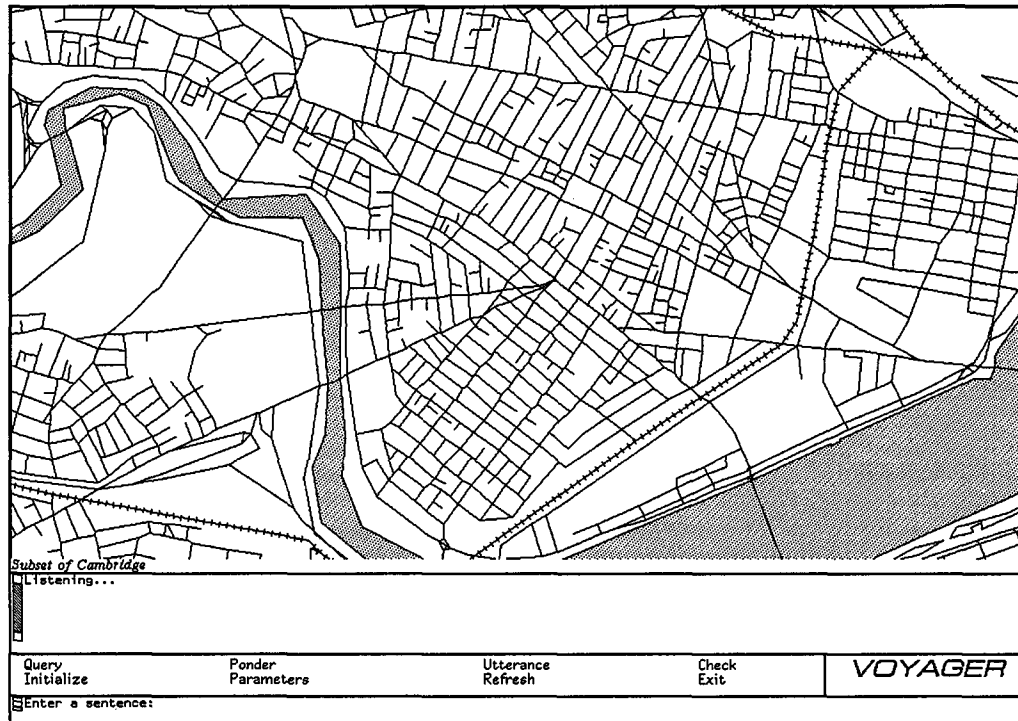 Subset of Cambridge
Listening...
Query Ponder Utterance Check
Initialize Parameters Refresh Exit
VOYAGER
Enter a sentence: